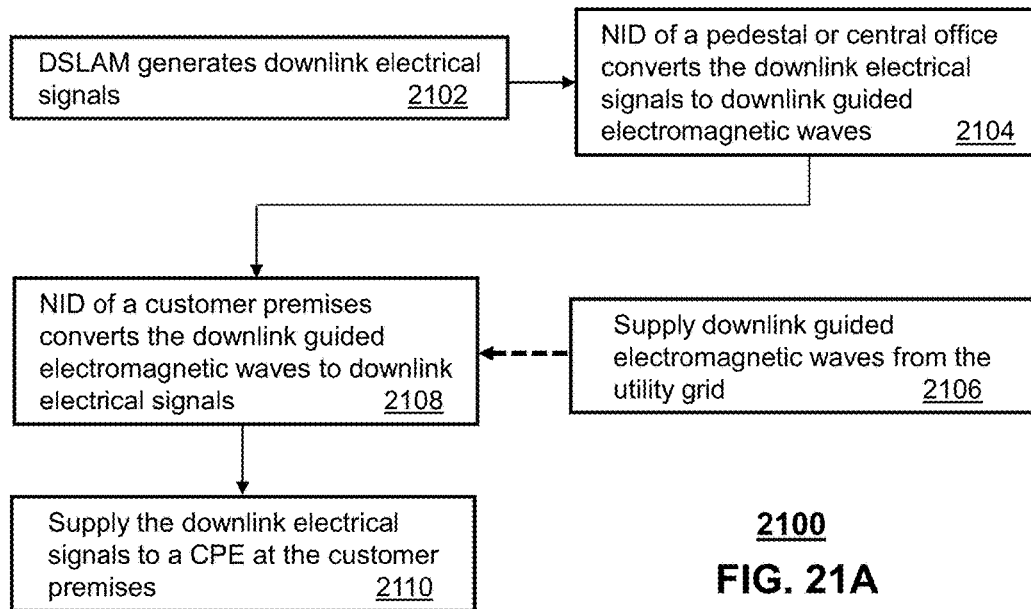 DSLAM generates downlink electrical
signals 2102
NID of a pedestal or central office
converts the downlink electrical
signals to downlink guided
electromagnetic waves 2104
NID of a customer premises
converts the downlink guided
electromagnetic waves to downlink
electrical signals 2108
Supply downlink guided
electromagnetic waves from the
utility grid 2106
Supply the downlink electrical
signals to a CPE at the customer
premises 2110
2100
FIG. 21A